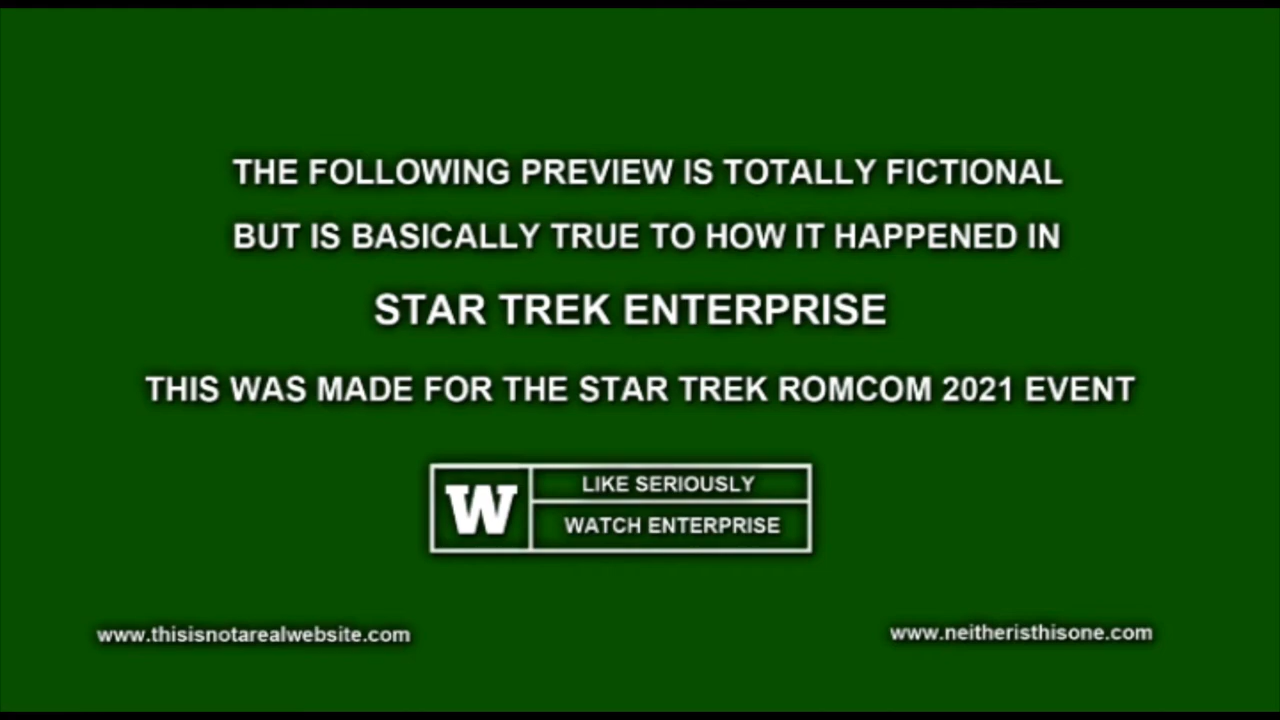 THE FOLLOWING PREVIEW IS TOTALLY FICTIONAL
BUT IS BASICALLY TRUE TO HOW IT HAPPENED IN
STAR TREK ENTERPRISE
THIS WAS MADE FOR THE STAR TREK ROMCOM 2021 EVENT
W
LIKE SERIOUSLY
WATCH ENTERPRISE
www.thisisnotarealwebsite.com
www.neitheristhisone.com